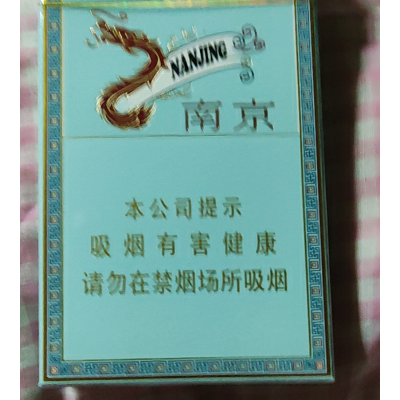 NANJING
南京
本公司提示
吸烟有害健康
请勿在禁烟场所吸烟